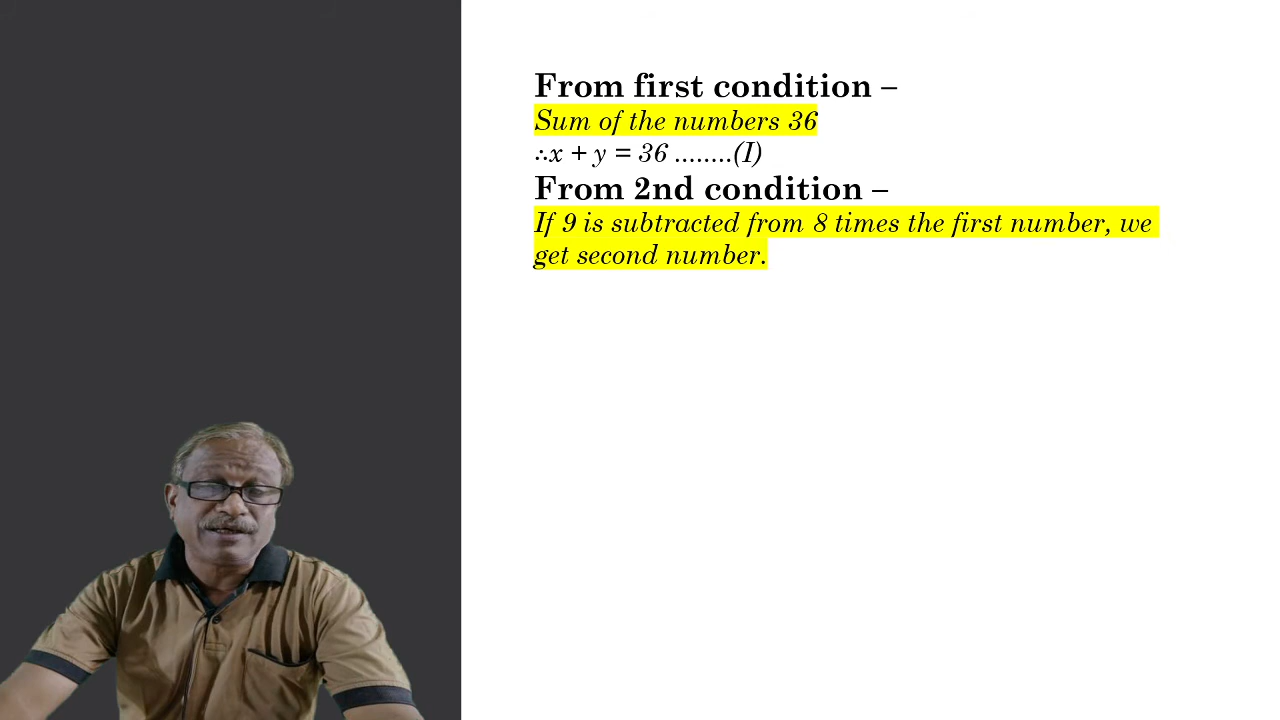 From first condition –
Sum of the numbers 36
∴x + y = 36 ........(I)
From 2nd condition –
If 9 is subtracted from 8 times the first number, we
get second number.